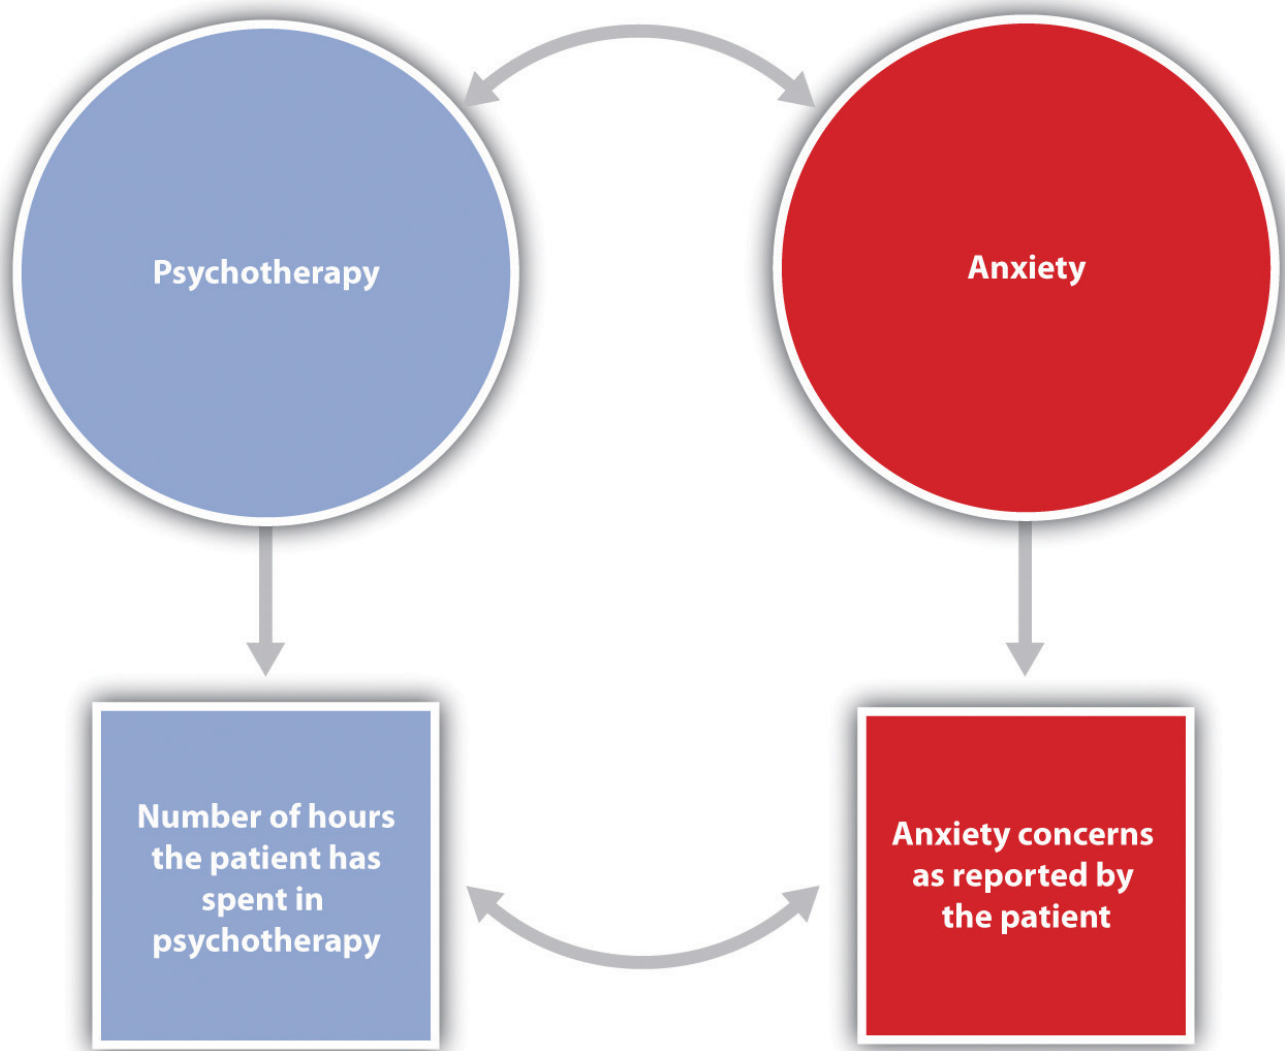 Psychotherapy
Anxiety
Number of hours
the patient has
spent in
psychotherapy
Anxiety concerns
as reported by
the patient